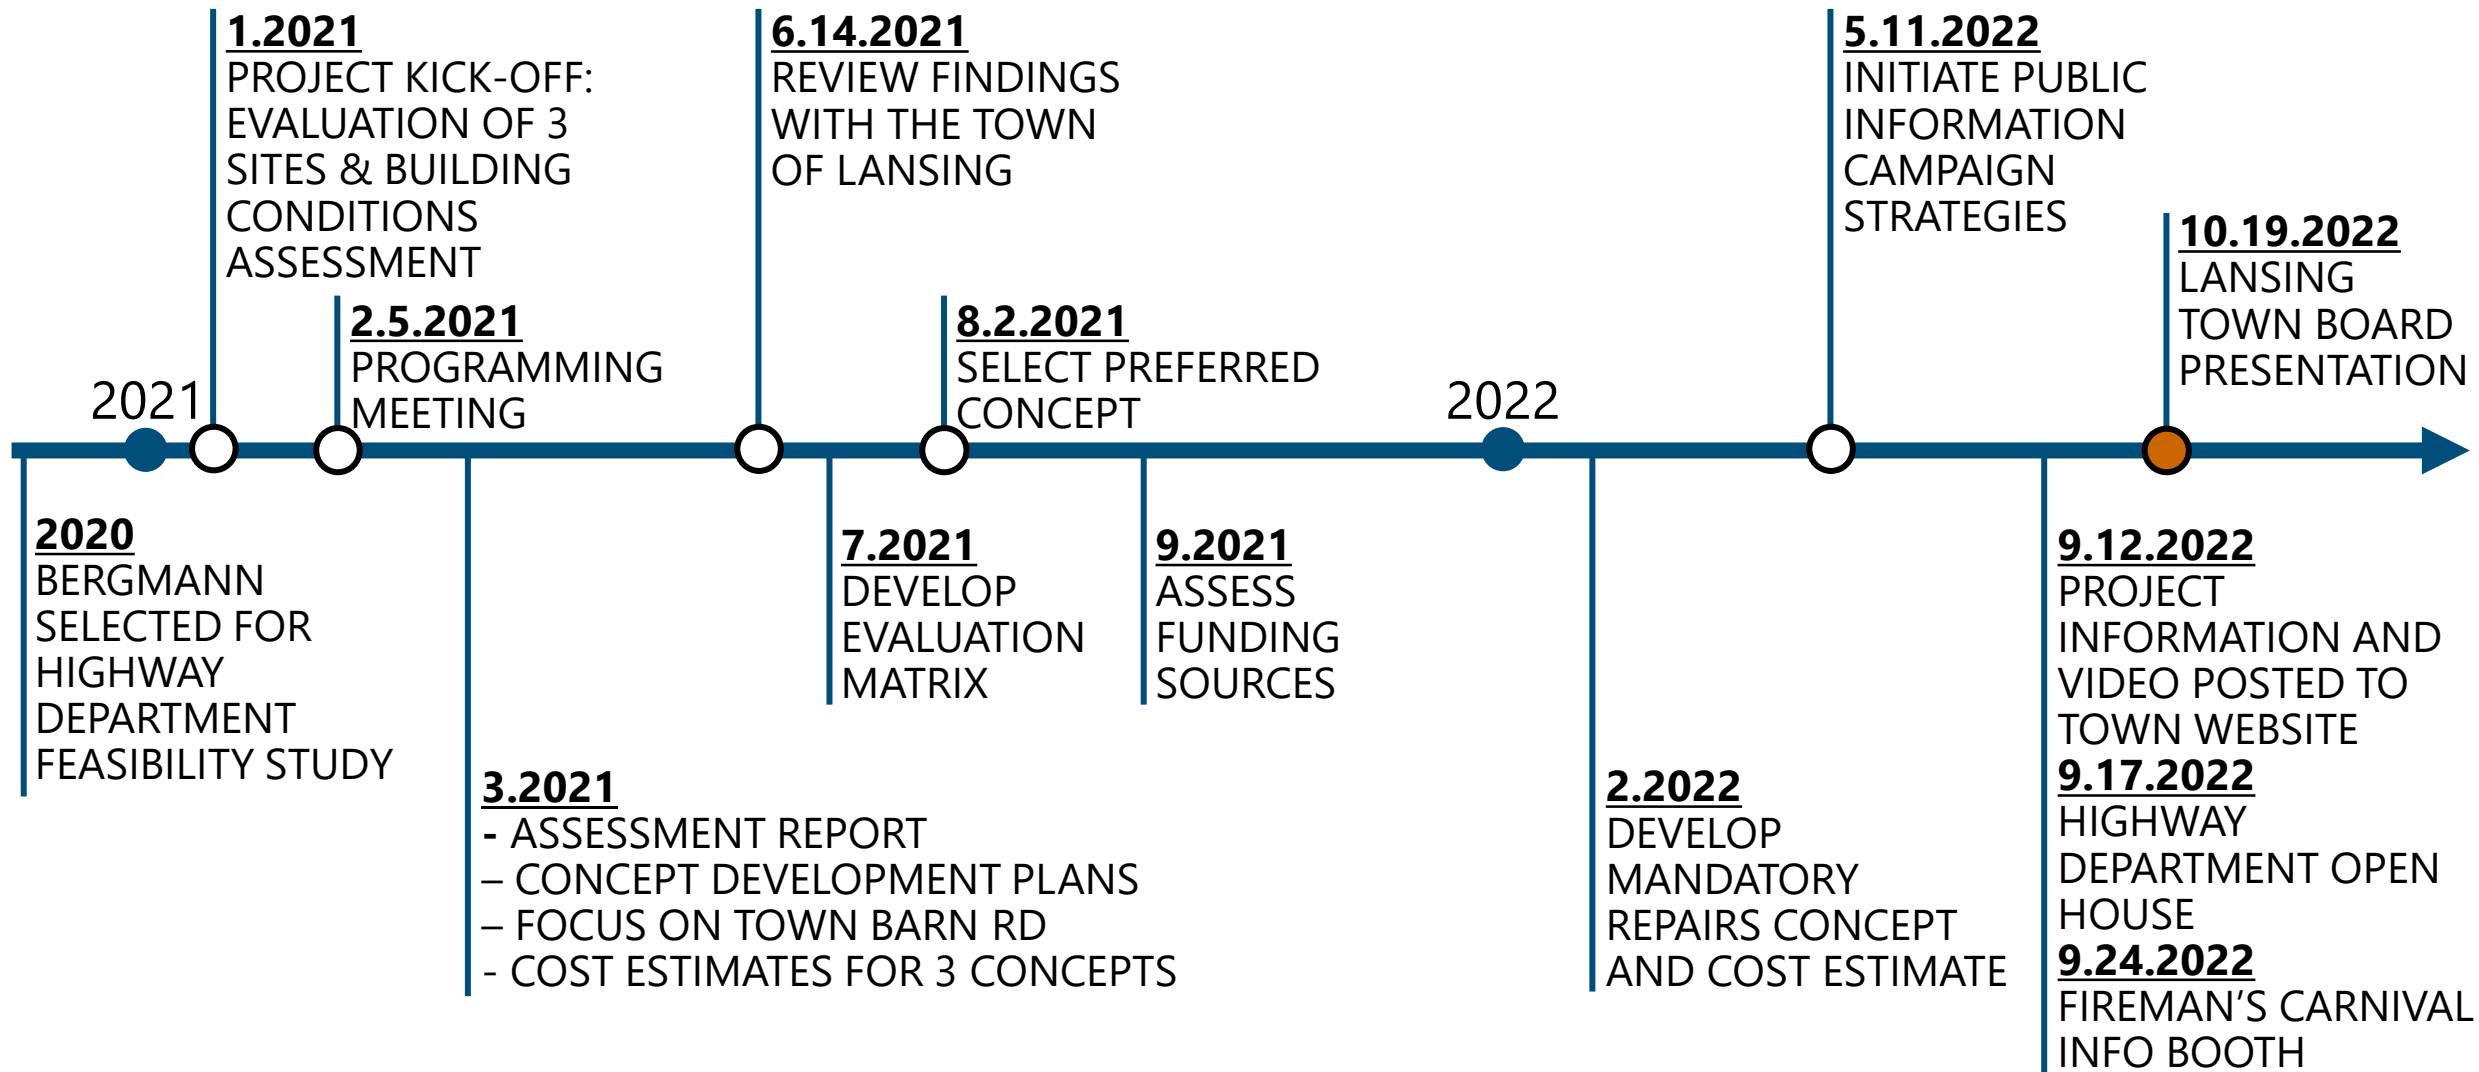 1.2021
PROJECT KICK-OFF:
EVALUATION OF 3
SITES & BUILDING
CONDITIONS
ASSESSMENT
2.5.2021
PROGRAMMING
MEETING
6.14.2021
REVIEW FINDINGS
WITH THE TOWN
OF LANSING
8.2.2021
SELECT PREFERRED
CONCEPT
5.11.2022
INITIATE PUBLIC
INFORMATION
CAMPAIGN
STRATEGIES
10.19.2022
LANSING
TOWN BOARD
PRESENTATION
2021
2022
2020
BERGMANN
SELECTED FOR
HIGHWAY
DEPARTMENT
FEASIBILITY STUDY
3.2021
- ASSESSMENT REPORT
– CONCEPT DEVELOPMENT PLANS
– FOCUS ON TOWN BARN RD
- COST ESTIMATES FOR 3 CONCEPTS
7.2021
DEVELOP
EVALUATION
MATRIX
9.2021
ASSESS
FUNDING
SOURCES
2.2022
DEVELOP
MANDATORY
REPAIRS CONCEPT
AND COST ESTIMATE
9.12.2022
PROJECT
INFORMATION AND
VIDEO POSTED TO
TOWN WEBSITE
9.17.2022
HIGHWAY
DEPARTMENT OPEN
HOUSE
9.24.2022
FIREMAN’S CARNIVAL
INFO BOOTH